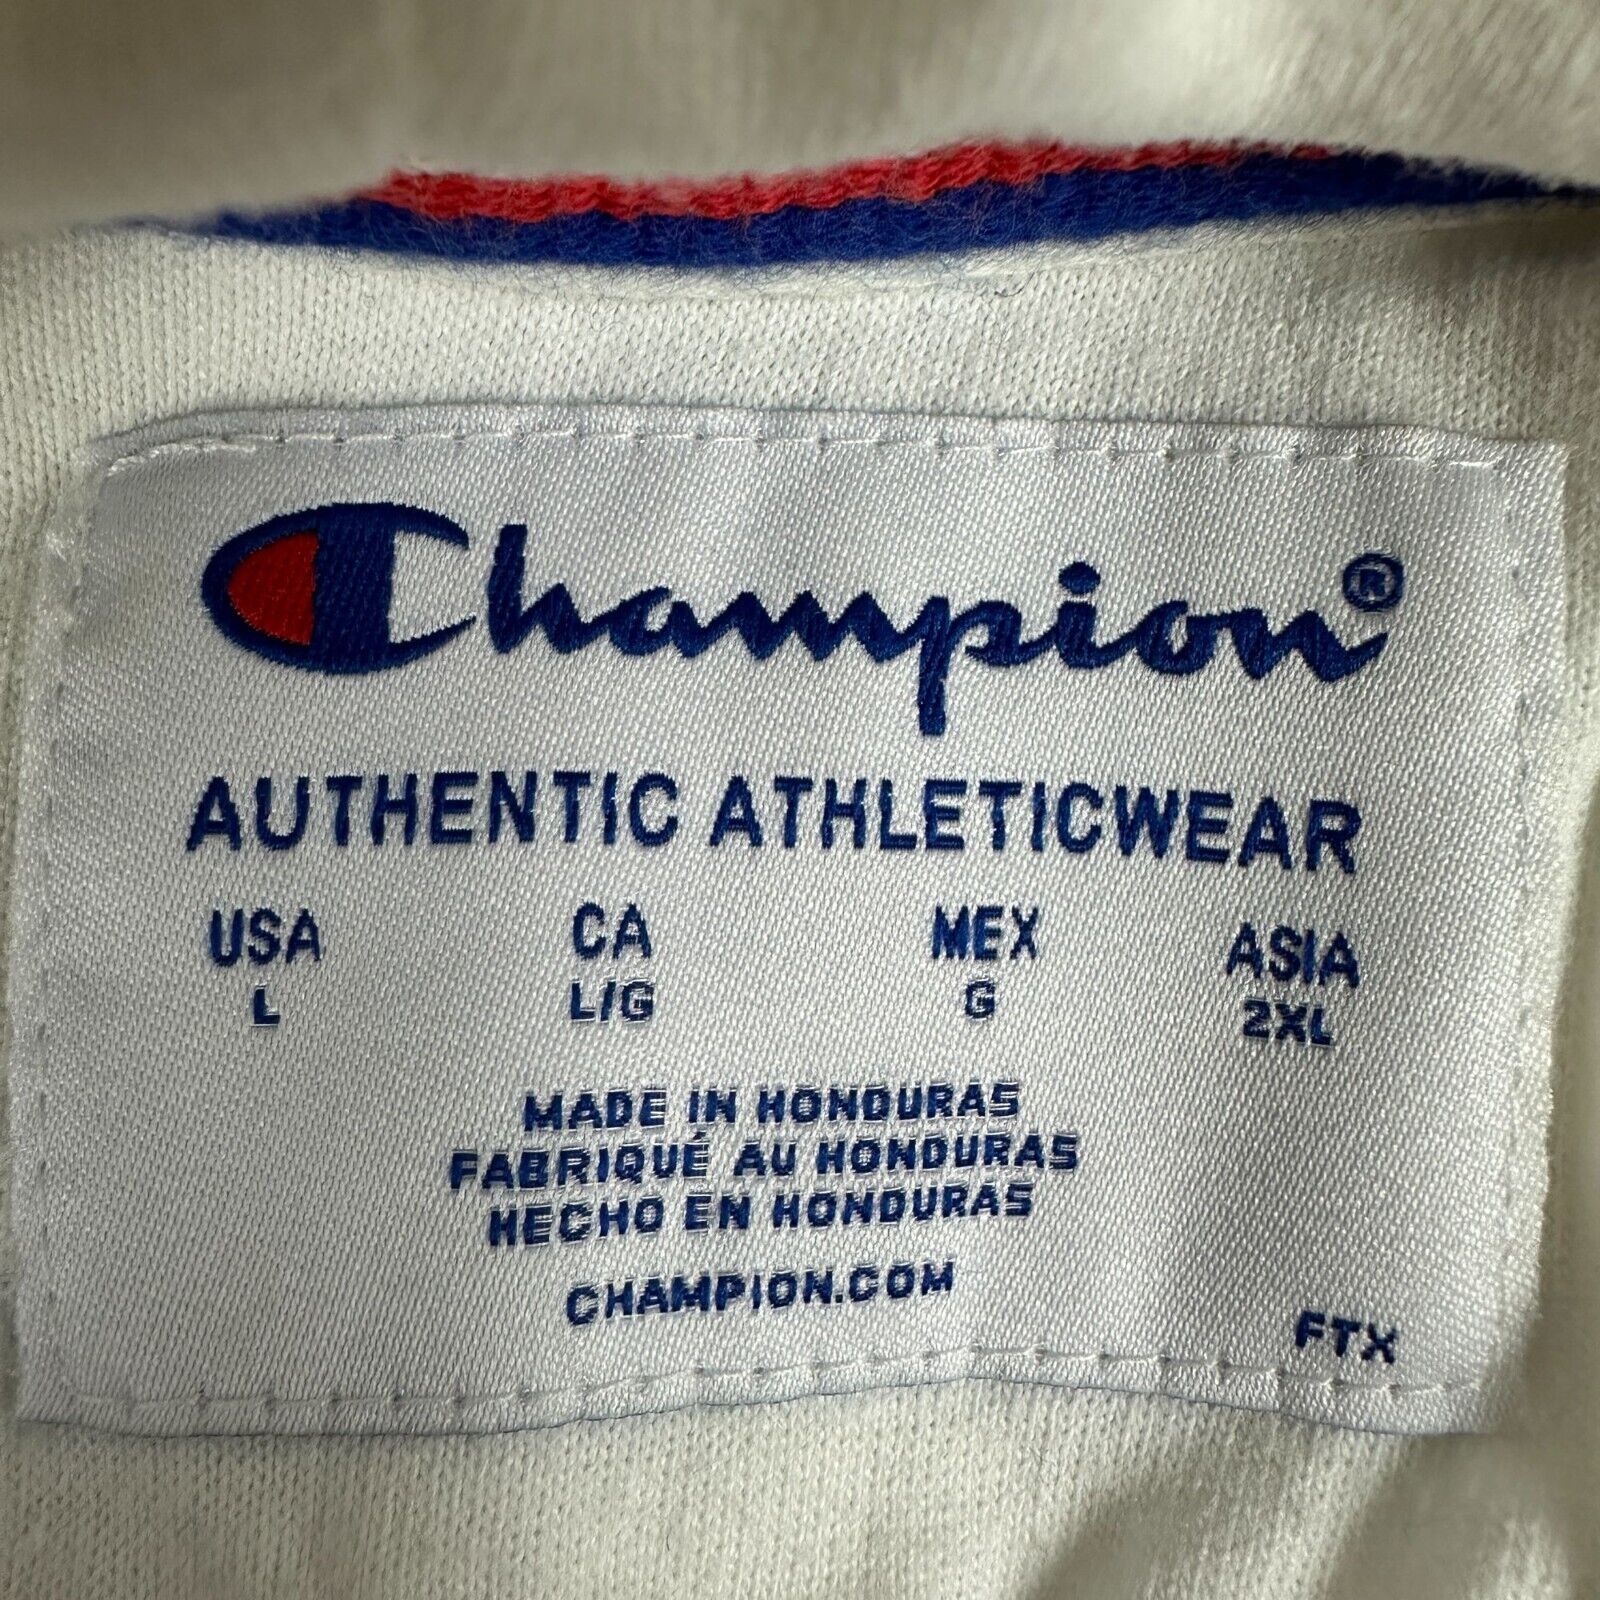 Champion®
AUTHENTIC ATHLETICWEAR
USA CA MEX ASIA
L L/G G 2XL
MADE IN HONDURAS
FABRIQUÉ AU HONDURAS
HECHO EN HONDURAS
CHAMPION.COM
FTX